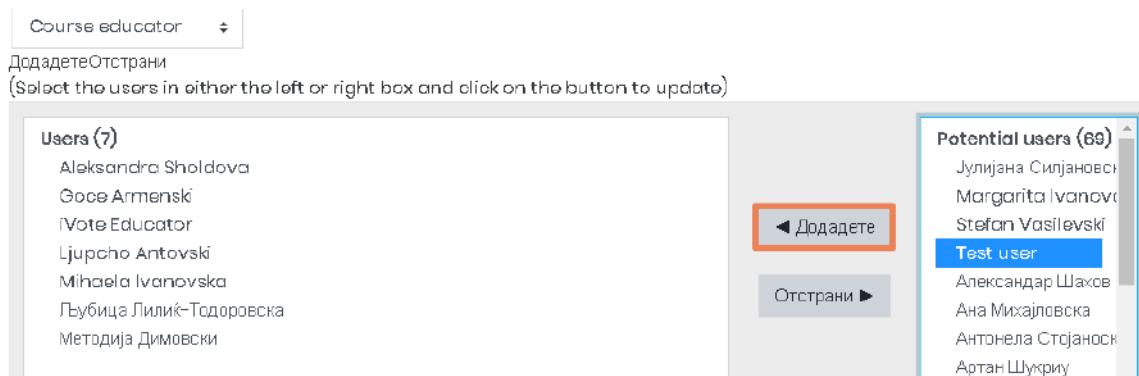 Course educator
ДодадетеОтстрани
(Select the users in either the left or right box and click on the button to update)
Users (7)
Aleksandra Sholdova
Goce Armenski
iVote Educator
Ljupcho Antovski
Mihaela Ivanovska
Љубица Лилиќ-Тодоровска
Методија Димовски
◄ Додадете
Отстрани ►
Potential users (69)
Јулијана Силјановск
Margarita Ivanov
Stefan Vasilevski
Test user
Александар Шахов
Ана Михајловска
Антонела Стојаноск
Артан Шукриу